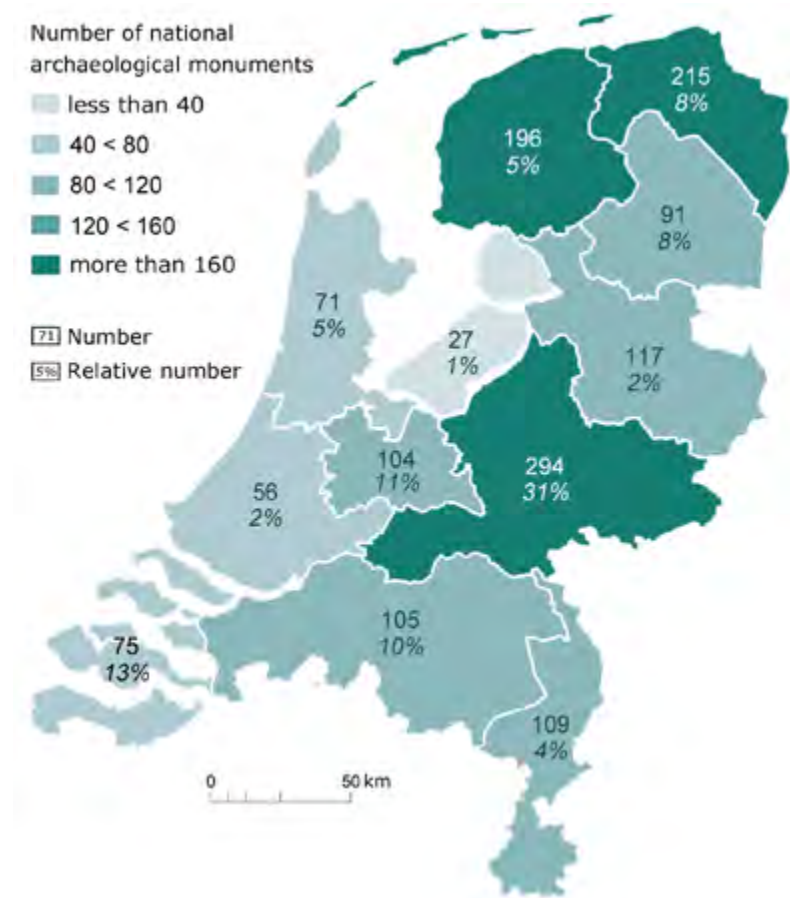 Number of national
archaeological monuments
less than 40
40 < 80
80 < 120
120 < 160
more than 160
71 Number
5% Relative number
215
8%
196
5%
91
8%
71
5%
27
1%
117
2%
104
11%
294
31%
56
2%
105
10%
75
13%
109
4%
0 50 km